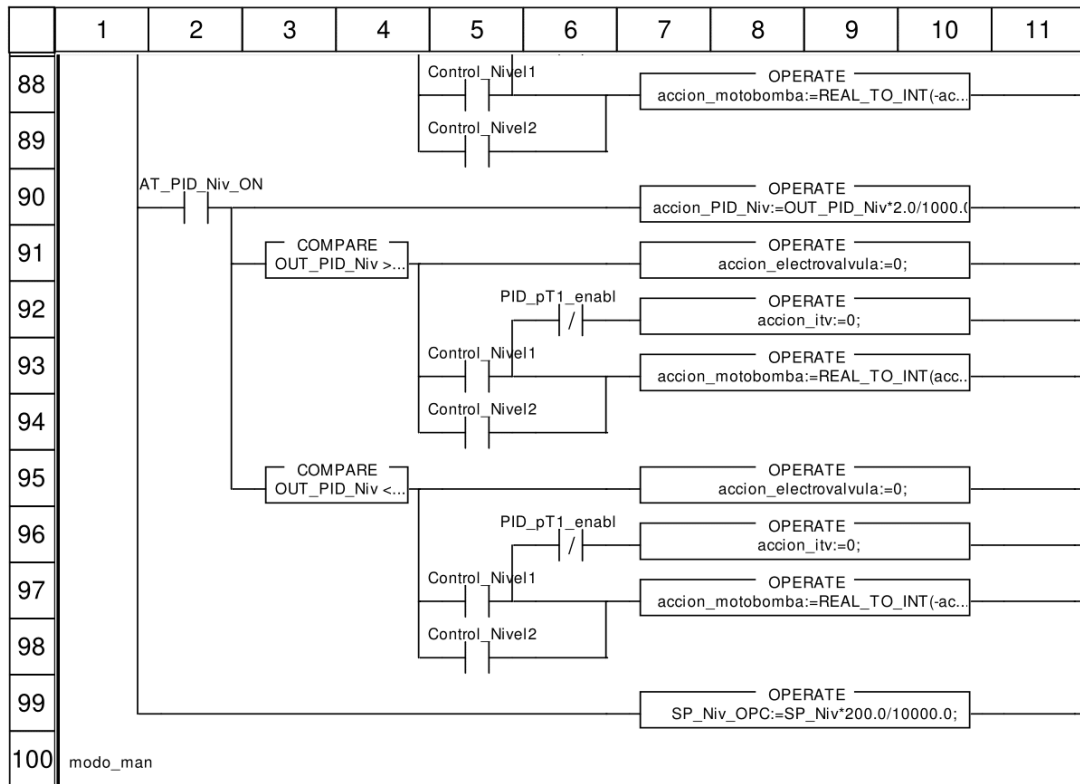 1 2 3 4 5 6 7 8 9 10 11
88
Control_Nivel1
OPERATE
accion_motobomba:=REAL_TO_INT(-ac...
89
Control_Nivel2
90
AT_PID_Niv_ON
OPERATE
accion_PID_Niv:=OUT_PID_Niv*2.0/1000.0
91
COMPARE
OUT_PID_Niv >...
OPERATE
accion_electrovalvula:=0;
92
PID_pT1_enabl
/
OPERATE
accion_itv:=0;
93
Control_Nivel1
OPERATE
accion_motobomba:=REAL_TO_INT(acc...
94
Control_Nivel2
95
COMPARE
OUT_PID_Niv <...
OPERATE
accion_electrovalvula:=0;
96
PID_pT1_enabl
/
OPERATE
accion_itv:=0;
97
Control_Nivel1
OPERATE
accion_motobomba:=REAL_TO_INT(-ac...
98
Control_Nivel2
99
OPERATE
SP_Niv_OPC:=SP_Niv*200.0/10000.0;
100
modo_man